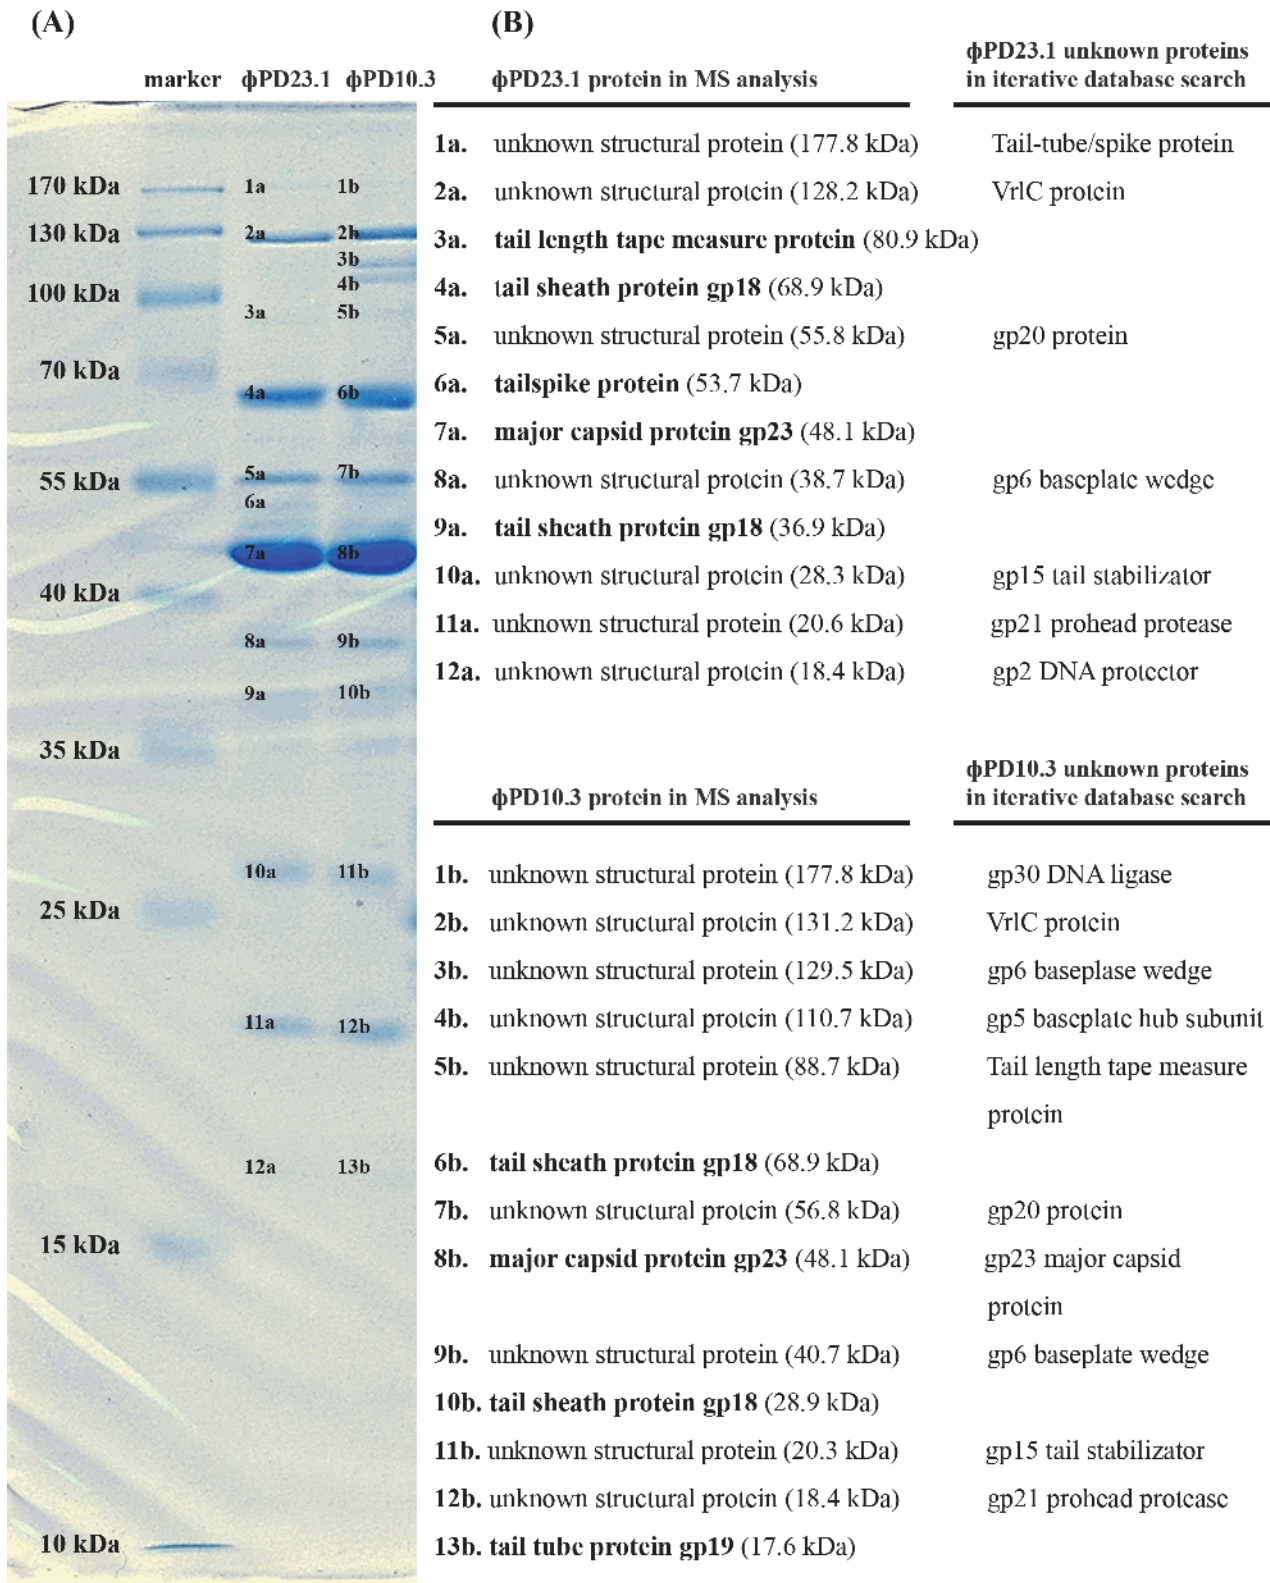 (A)
(B)
marker ϕPD23.1 ϕPD10.3
170 kDa
130 kDa
100 kDa
70 kDa
55 kDa
40 kDa
35 kDa
25 kDa
15 kDa
10 kDa
1a 1b
2a 2b
3b
4b
3a 5b
4a 6b
5a 7b
6a
7a 8b
8a 9b
9a 10b
10a 11b
11a 12b
12a 13b
ϕPD23.1 protein in MS analysis
ϕPD23.1 unknown proteins
in iterative database search
1a. unknown structural protein (177.8 kDa) Tail-tube/spike protein
2a. unknown structural protein (128.2 kDa) VrlC protein
3a. tail length tape measure protein (80.9 kDa)
4a. tail sheath protein gp18 (68.9 kDa)
5a. unknown structural protein (55.8 kDa) gp20 protein
6a. tailspike protein (53.7 kDa)
7a. major capsid protein gp23 (48.1 kDa)
8a. unknown structural protein (38.7 kDa) gp6 baseplate wedge
9a. tail sheath protein gp18 (36.9 kDa)
10a. unknown structural protein (28.3 kDa) gp15 tail stabilizator
11a. unknown structural protein (20.6 kDa) gp21 prohead protease
12a. unknown structural protein (18.4 kDa) gp2 DNA protector
ϕPD10.3 protein in MS analysis
ϕPD10.3 unknown proteins
in iterative database search
1b. unknown structural protein (177.8 kDa) gp30 DNA ligase
2b. unknown structural protein (131.2 kDa) VrlC protein
3b. unknown structural protein (129.5 kDa) gp6 baseplase wedge
4b. unknown structural protein (110.7 kDa) gp5 baseplate hub subunit
5b. unknown structural protein (88.7 kDa) Tail length tape measure
protein
6b. tail sheath protein gp18 (68.9 kDa)
7b. unknown structural protein (56.8 kDa) gp20 protein
8b. major capsid protein gp23 (48.1 kDa) gp23 major capsid
protein
9b. unknown structural protein (40.7 kDa) gp6 baseplate wedge
10b. tail sheath protein gp18 (28.9 kDa)
11b. unknown structural protein (20.3 kDa) gp15 tail stabilizator
12b. unknown structural protein (18.4 kDa) gp21 prohead protease
13b. tail tube protein gp19 (17.6 kDa)